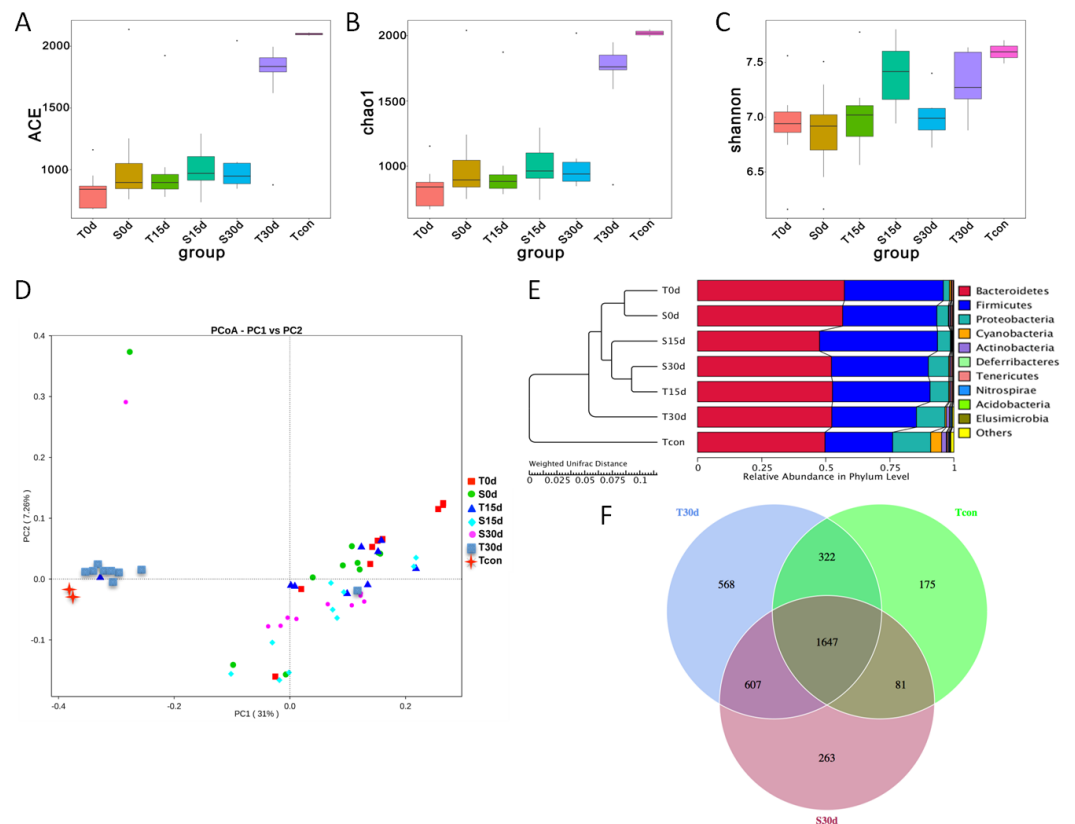 A
ACE
2000
1500
1000
T0d S0d T15d S15d S30d T30d Tcon
group
B
chao1
2000
1500
1000
T0d S0d T15d S15d S30d T30d Tcon
group
C
shannon
7.5
7.0
6.5
T0d S0d T15d S15d S30d T30d Tcon
group
D
PCoA - PC1 vs PC2
PC2 ( 7.26%)
0.4
0.3
0.2
0.1
0.0
-0.1
-0.4 -0.2 0.0 0.2
PC1 ( 31%)
T0d
S0d
T15d
S15d
S30d
T30d
Tcon
E
T0d
S0d
S15d
S30d
T15d
T30d
Tcon
Weighted Unifrac Distance
0 0.025 0.05 0.075 0.1
0 0.25 0.5 0.75 1
Relative Abundance in Phylum Level
Bacteroidetes
Firmicutes
Proteobacteria
Cyanobacteria
Actinobacteria
Deferribacteres
Tenericutes
Nitrospirae
Acidobacteria
Elusimicrobia
Others
F
T30d
Tcon
322
568
175
1647
607
81
263
S30d